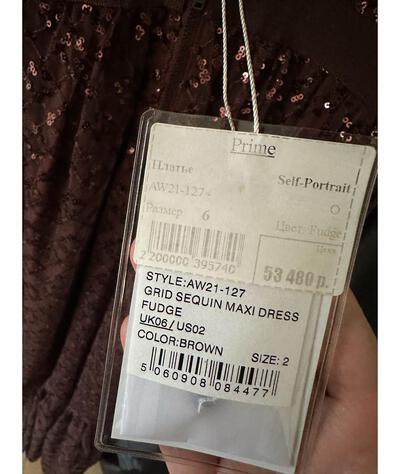 Prime
Платье
Self-Portrait
AW21-127
Размер 6
Цвет Fudge
Цена
2 200000 395740
53 480 р.
STYLE:AW21-127
GRID SEQUIN MAXI DRESS
FUDGE
UK06/US02
COLOR:BROWN
SIZE: 2
5 060908 084477